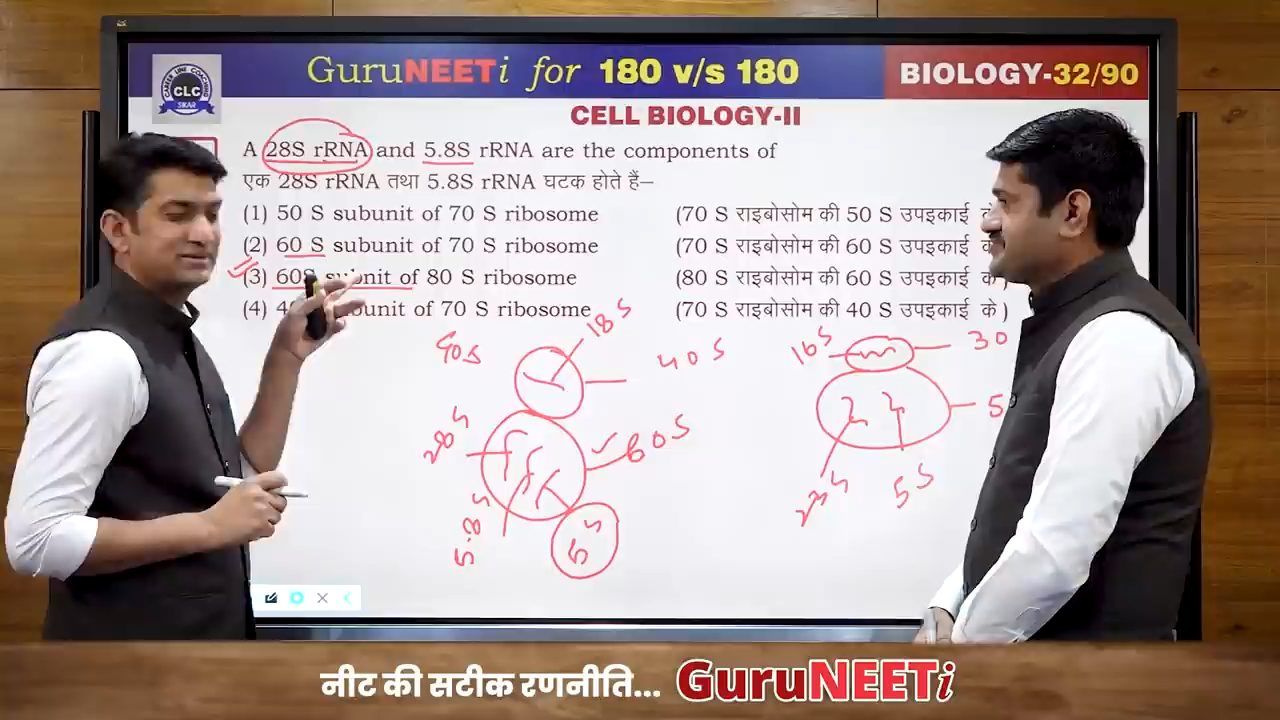 GuruNEETi for 180 v/s 180
BIOLOGY-32/90
CLC
SIKAR
CELL BIOLOGY-II
A 28S rRNA and 5.8S rRNA are the components of
एक 28S rRNA तथा 5.8S rRNA घटक होते हैं–
(1) 50 S subunit of 70 S ribosome (70 S राइबोसोम की 50 S उपइकाई
(2) 60 S subunit of 70 S ribosome (70 S राइबोसोम की 60 S उपइकाई
(3) 60S subnit of 80 S ribosome (80 S राइबोसोम की 60 S उपइकाई के)
(4) of 70 S ribosome (70 S राइबोसोम की 40 S उपइकाई के)
18S
16S 30
40S
28S 60S 5
23S 5S
5.8S 5S
नीट की सटीक रणनीति... GuruNEETi